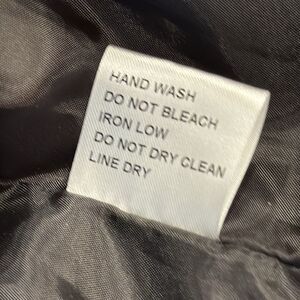 HAND WASH
DO NOT BLEACH
IRON LOW
DO NOT DRY CLEAN
LINE DRY